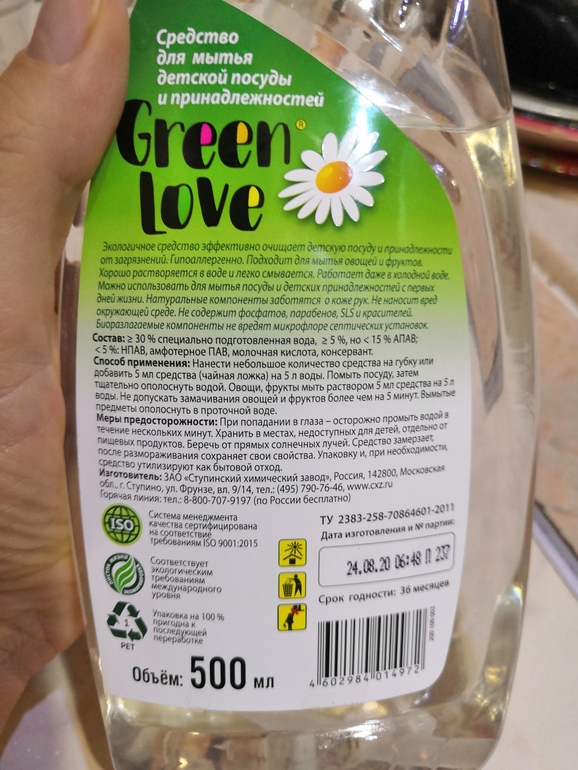 Средство
для мытья
детской посуды
и принадлежностей
Green®
Love
Экологичное средство эффективно очищает детскую посуду и принадлежности
от загрязнений. Гипоаллергенно. Подходит для мытья овощей и фруктов.
Хорошо растворяется в воде и легко смывается. Работает даже в холодной воде.
Можно использовать для мытья посуды и детских принадлежностей с первых
дней жизни. Натуральные компоненты заботятся о коже рук. Не наносит вред
окружающей среде. Не содержит фосфатов, парабенов, SLS и красителей.
Биоразлагаемые компоненты не вредят микрофлоре септических установок.
Состав: ≥ 30 % специально подготовленная вода, ≥ 5 %, но < 15 % АПАВ;
< 5 %: НПАВ, амфотерное ПАВ, молочная кислота, консервант.
Способ применения: Нанести небольшое количество средства на губку или
добавить 5 мл средства (чайная ложка) на 5 л воды. Помыть посуду, затем
тщательно ополоснуть водой. Овощи, фрукты мыть раствором 5 мл средства на 5 л
воды. Не допускать замачивания овощей и фруктов более чем на 5 минут. Вымытые
предметы ополоснуть в проточной воде.
Меры предосторожности: При попадании в глаза – осторожно промыть водой в
течение нескольких минут. Хранить в местах, недоступных для детей, отдельно от
пищевых продуктов. Беречь от прямых солнечных лучей. Средство замерзает,
после размораживания сохраняет свои свойства. Упаковку и, при необходимости,
средство утилизируют как бытовой отход.
Изготовитель: ЗАО «Ступинский химический завод», Россия, 142800, Московская
обл., г. Ступино, ул. Фрунзе, вл. 9/14, тел.: (495) 790-76-46, www.cxz.ru
Горячая линия: тел.: 8-800-707-9197 (по России бесплатно)
ISO
Система менеджмента
качества сертифицирована
на соответствие
требованиям ISO 9001:2015
Соответствует
экологическим
требованиям
международного
уровня
1
PET
Упаковка на 100 %
пригодна к
последующей
переработке
ТУ 2383-258-70864601-2011
Дата изготовления и № партии:
24.08.20 06:48 П 237
Срок годности: 36 месяцев
200 100 003
4 602984 014972
Объём: 500 мл